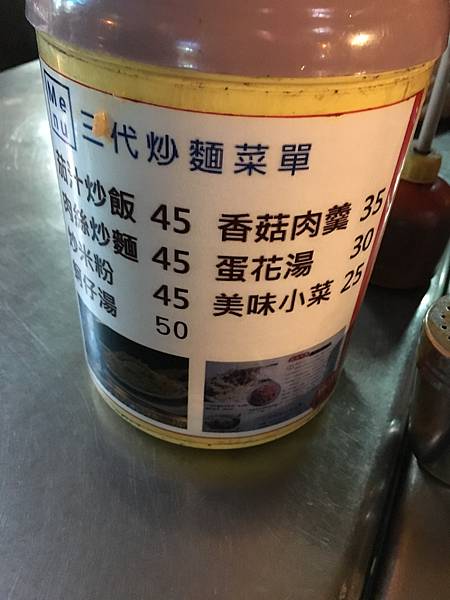 Menu
三代炒麵菜單
茄汁炒飯 45
肉絲炒麵 45
炒米粉 45
仔湯 50
香菇肉羹 35
蛋花湯 30
美味小菜 25